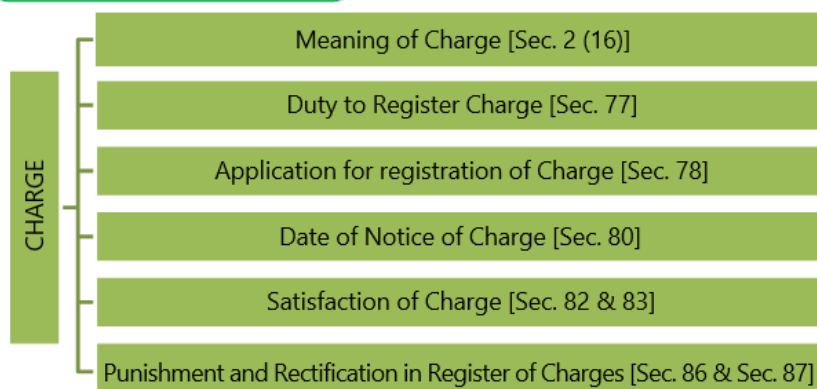 CHARGE
Meaning of Charge [Sec. 2 (16)]
Duty to Register Charge [Sec. 77]
Application for registration of Charge [Sec. 78]
Date of Notice of Charge [Sec. 80]
Satisfaction of Charge [Sec. 82 & 83]
Punishment and Rectification in Register of Charges [Sec. 86 & Sec. 87]